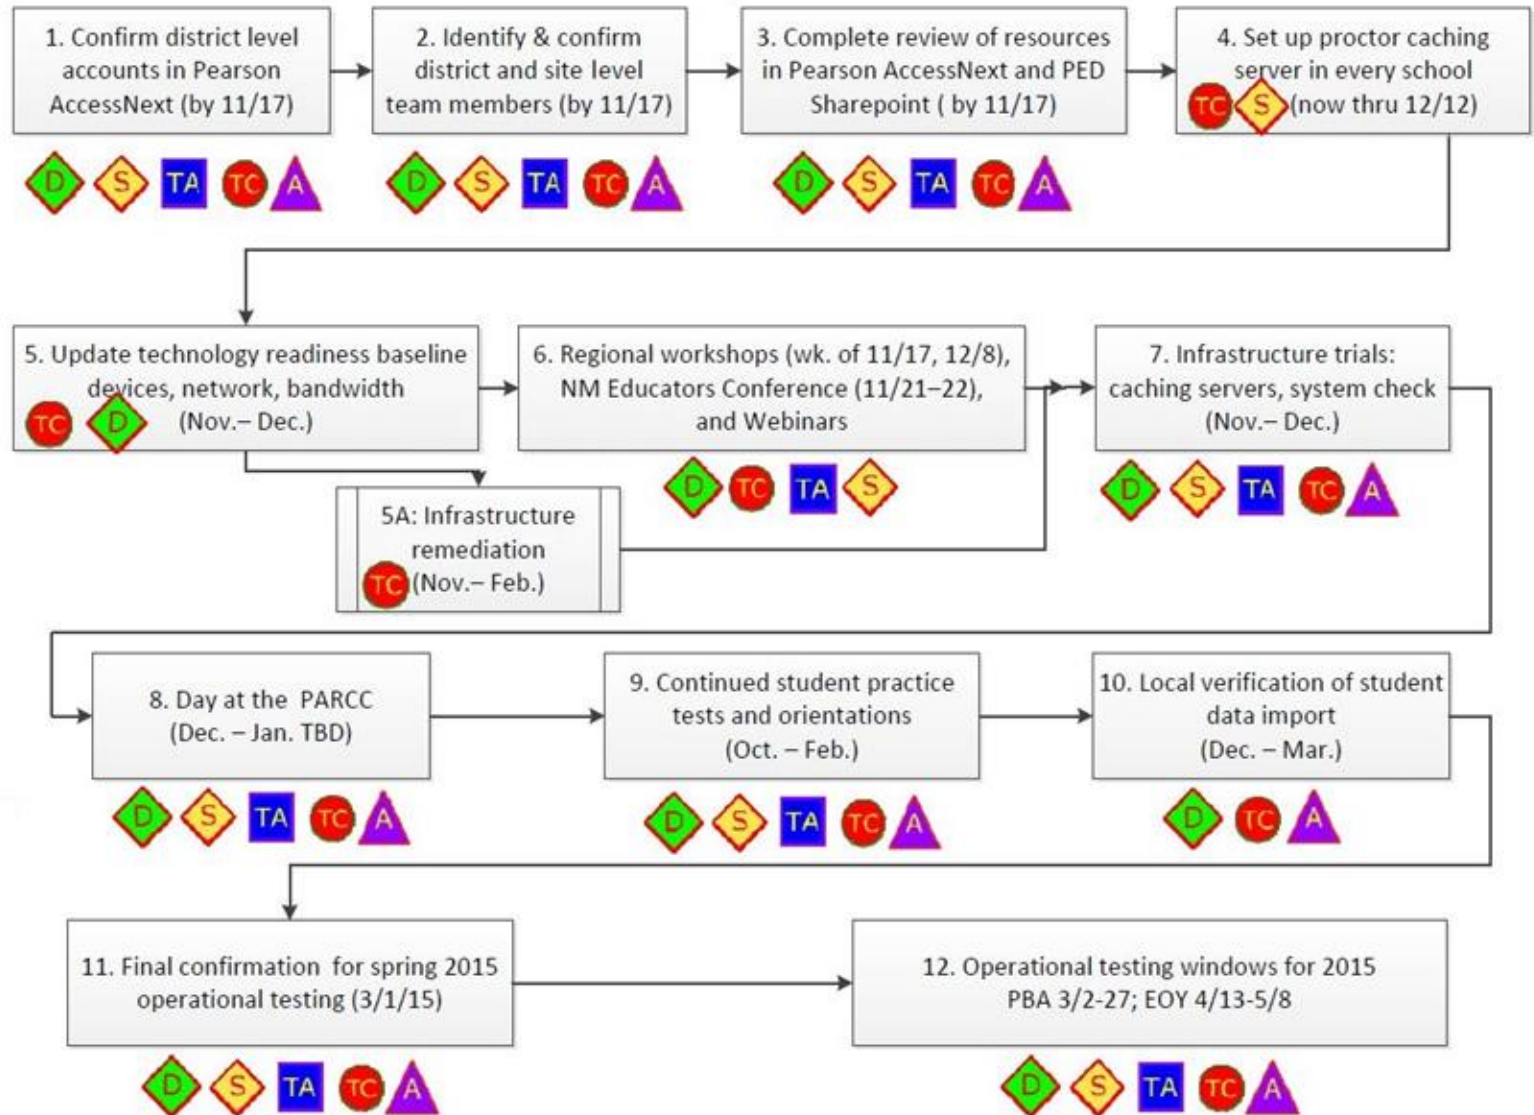 1. Confirm district level
accounts in Pearson
AccessNext (by 11/17)
D S TA TC A
2. Identify & confirm
district and site level
team members (by 11/17)
D S TA TC A
3. Complete review of resources
in Pearson AccessNext and PED
Sharepoint ( by 11/17)
D S TA TC A
4. Set up proctor caching
server in every school
TC S (now thru 12/12)
5. Update technology readiness baseline
devices, network, bandwidth
TC D (Nov.– Dec.)
5A: Infrastructure
remediation
TC (Nov.– Feb.)
6. Regional workshops (wk. of 11/17, 12/8),
NM Educators Conference (11/21–22),
and Webinars
D TC TA S
7. Infrastructure trials:
caching servers, system check
(Nov.– Dec.)
D S TA TC A
8. Day at the PARCC
(Dec. – Jan. TBD)
D S TA TC A
9. Continued student practice
tests and orientations
(Oct. – Feb.)
D S TA TC A
10. Local verification of student
data import
(Dec. – Mar.)
D TC A
11. Final confirmation for spring 2015
operational testing (3/1/15)
D S TA TC A
12. Operational testing windows for 2015
PBA 3/2-27; EOY 4/13-5/8
D S TA TC A